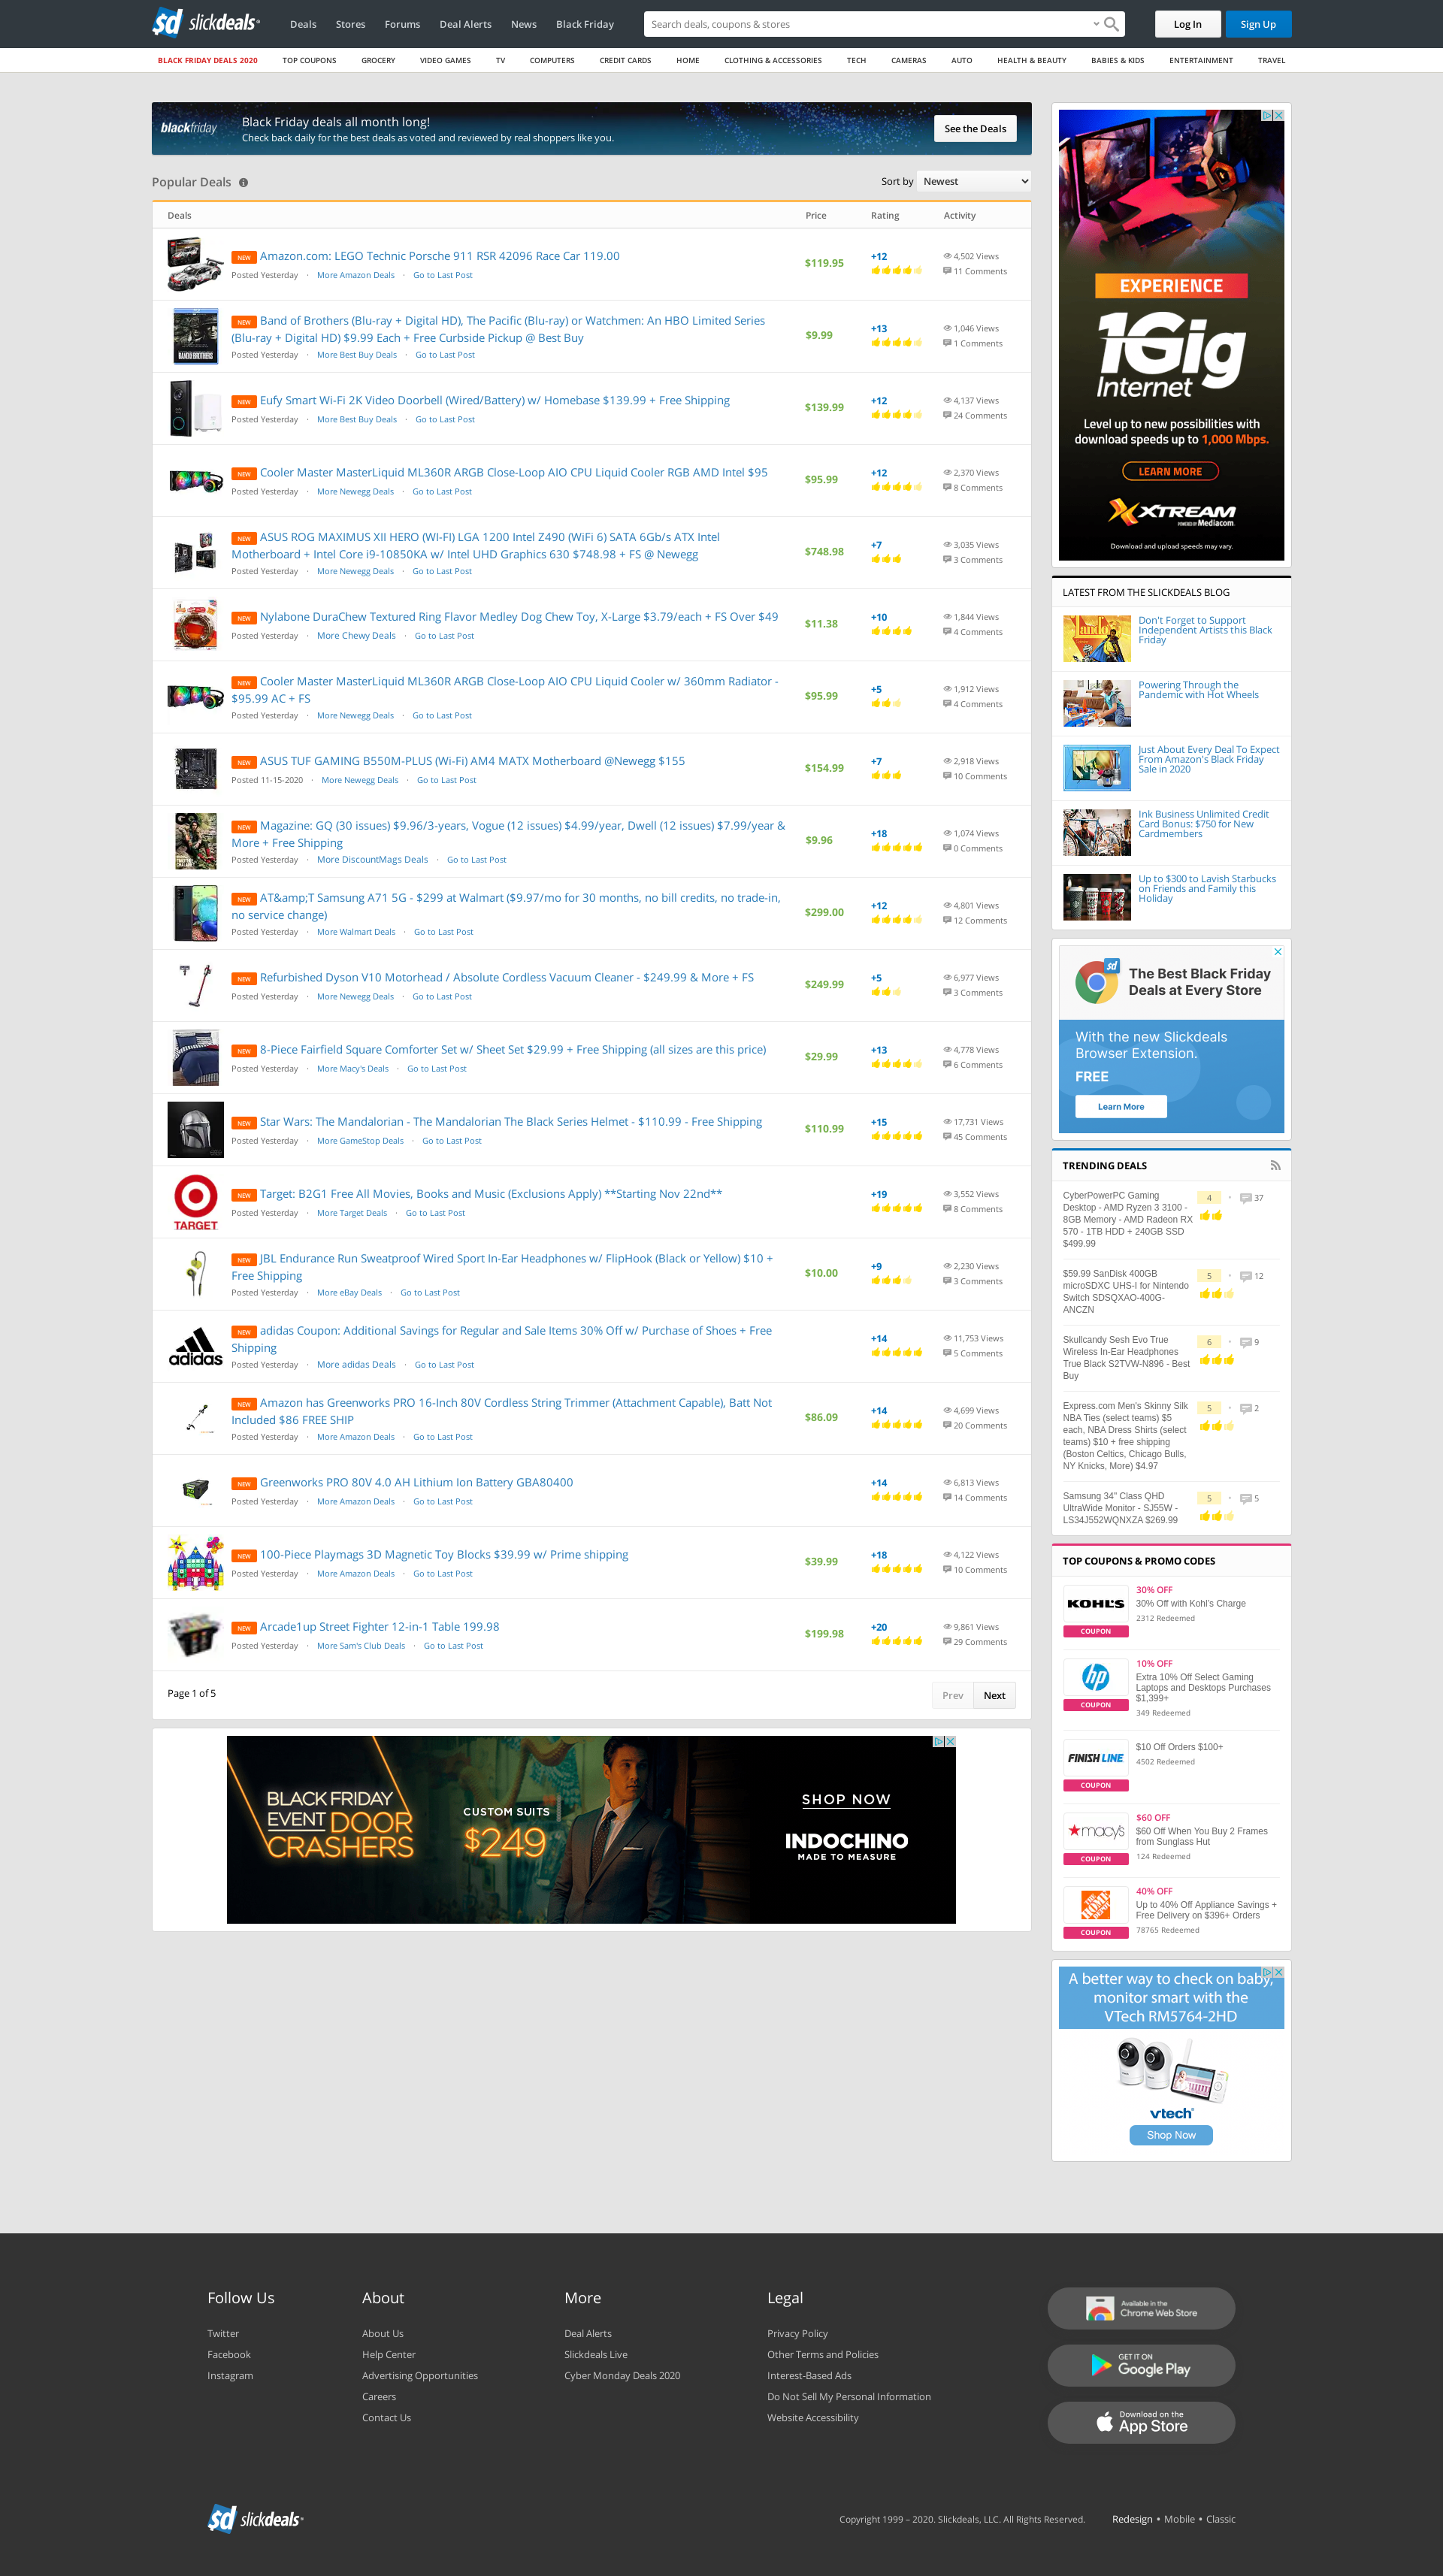 sd slickdeals
Deals Stores Forums Deal Alerts News Black Friday
Search deals, coupons & stores
Log In Sign Up
BLACK FRIDAY DEALS 2020 TOP COUPONS GROCERY VIDEO GAMES TV COMPUTERS CREDIT CARDS HOME CLOTHING & ACCESSORIES TECH CAMERAS AUTO HEALTH & BEAUTY BABIES & KIDS ENTERTAINMENT TRAVEL
blackfriday
Black Friday deals all month long!
Check back daily for the best deals as voted and reviewed by real shoppers like you.
See the Deals
Popular Deals
Sort by Newest
Deals Price Rating Activity
NEW Amazon.com: LEGO Technic Porsche 911 RSR 42096 Race Car 119.00
Posted Yesterday · More Amazon Deals · Go to Last Post
$119.95
+12
4,502 Views
11 Comments
NEW Band of Brothers (Blu-ray + Digital HD), The Pacific (Blu-ray) or Watchmen: An HBO Limited Series
(Blu-ray + Digital HD) $9.99 Each + Free Curbside Pickup @ Best Buy
Posted Yesterday · More Best Buy Deals · Go to Last Post
$9.99
+13
1,046 Views
1 Comments
NEW Eufy Smart Wi-Fi 2K Video Doorbell (Wired/Battery) w/ Homebase $139.99 + Free Shipping
Posted Yesterday · More Best Buy Deals · Go to Last Post
$139.99
+12
4,137 Views
24 Comments
NEW Cooler Master MasterLiquid ML360R ARGB Close-Loop AIO CPU Liquid Cooler RGB AMD Intel $95
Posted Yesterday · More Newegg Deals · Go to Last Post
$95.99
+12
2,370 Views
8 Comments
NEW ASUS ROG MAXIMUS XII HERO (WI-FI) LGA 1200 Intel Z490 (WiFi 6) SATA 6Gb/s ATX Intel
Motherboard + Intel Core i9-10850KA w/ Intel UHD Graphics 630 $748.98 + FS @ Newegg
Posted Yesterday · More Newegg Deals · Go to Last Post
$748.98
+7
3,035 Views
3 Comments
NEW Nylabone DuraChew Textured Ring Flavor Medley Dog Chew Toy, X-Large $3.79/each + FS Over $49
Posted Yesterday · More Chewy Deals · Go to Last Post
$11.38
+10
1,844 Views
4 Comments
NEW Cooler Master MasterLiquid ML360R ARGB Close-Loop AIO CPU Liquid Cooler w/ 360mm Radiator -
$95.99 AC + FS
Posted Yesterday · More Newegg Deals · Go to Last Post
$95.99
+5
1,912 Views
4 Comments
NEW ASUS TUF GAMING B550M-PLUS (Wi-Fi) AM4 MATX Motherboard @Newegg $155
Posted 11-15-2020 · More Newegg Deals · Go to Last Post
$154.99
+7
2,918 Views
10 Comments
NEW Magazine: GQ (30 issues) $9.96/3-years, Vogue (12 issues) $4.99/year, Dwell (12 issues) $7.99/year &
More + Free Shipping
Posted Yesterday · More DiscountMags Deals · Go to Last Post
$9.96
+18
1,074 Views
0 Comments
NEW AT&amp;T Samsung A71 5G - $299 at Walmart ($9.97/mo for 30 months, no bill credits, no trade-in,
no service change)
Posted Yesterday · More Walmart Deals · Go to Last Post
$299.00
+12
4,801 Views
12 Comments
NEW Refurbished Dyson V10 Motorhead / Absolute Cordless Vacuum Cleaner - $249.99 & More + FS
Posted Yesterday · More Newegg Deals · Go to Last Post
$249.99
+5
6,977 Views
3 Comments
NEW 8-Piece Fairfield Square Comforter Set w/ Sheet Set $29.99 + Free Shipping (all sizes are this price)
Posted Yesterday · More Macy's Deals · Go to Last Post
$29.99
+13
4,778 Views
6 Comments
NEW Star Wars: The Mandalorian - The Mandalorian The Black Series Helmet - $110.99 - Free Shipping
Posted Yesterday · More GameStop Deals · Go to Last Post
$110.99
+15
17,731 Views
45 Comments
TARGET
NEW Target: B2G1 Free All Movies, Books and Music (Exclusions Apply) **Starting Nov 22nd**
Posted Yesterday · More Target Deals · Go to Last Post
+19
3,552 Views
8 Comments
NEW JBL Endurance Run Sweatproof Wired Sport In-Ear Headphones w/ FlipHook (Black or Yellow) $10 +
Free Shipping
Posted Yesterday · More eBay Deals · Go to Last Post
$10.00
+9
2,230 Views
3 Comments
adidas
NEW adidas Coupon: Additional Savings for Regular and Sale Items 30% Off w/ Purchase of Shoes + Free
Shipping
Posted Yesterday · More adidas Deals · Go to Last Post
+14
11,753 Views
5 Comments
NEW Amazon has Greenworks PRO 16-Inch 80V Cordless String Trimmer (Attachment Capable), Batt Not
Included $86 FREE SHIP
Posted Yesterday · More Amazon Deals · Go to Last Post
$86.09
+14
4,699 Views
20 Comments
NEW Greenworks PRO 80V 4.0 AH Lithium Ion Battery GBA80400
Posted Yesterday · More Amazon Deals · Go to Last Post
+14
6,813 Views
14 Comments
NEW 100-Piece Playmags 3D Magnetic Toy Blocks $39.99 w/ Prime shipping
Posted Yesterday · More Amazon Deals · Go to Last Post
$39.99
+18
4,122 Views
10 Comments
NEW Arcade1up Street Fighter 12-in-1 Table 199.98
Posted Yesterday · More Sam's Club Deals · Go to Last Post
$199.98
+20
9,861 Views
29 Comments
Page 1 of 5
Prev Next
BLACK FRIDAY
EVENT DOOR
CRASHERS
CUSTOM SUITS
$249
SHOP NOW
INDOCHINO
MADE TO MEASURE
EXPERIENCE
1Gig
Internet
Level up to new possibilities with
download speeds up to 1,000 Mbps.
LEARN MORE
XTREAM
POWERED BY Mediacom
Download and upload speeds may vary.
LATEST FROM THE SLICKDEALS BLOG
Don't Forget to Support
Independent Artists this Black
Friday
Powering Through the
Pandemic with Hot Wheels
Just About Every Deal To Expect
From Amazon's Black Friday
Sale in 2020
Ink Business Unlimited Credit
Card Bonus: $750 for New
Cardmembers
Up to $300 to Lavish Starbucks
on Friends and Family this
Holiday
sd
The Best Black Friday
Deals at Every Store
With the new Slickdeals
Browser Extension.
FREE
Learn More
TRENDING DEALS
CyberPowerPC Gaming
Desktop - AMD Ryzen 3 3100 -
8GB Memory - AMD Radeon RX
570 - 1TB HDD + 240GB SSD
$499.99
4 · 37
$59.99 SanDisk 400GB
microSDXC UHS-I for Nintendo
Switch SDSQXAO-400G-
ANCZN
5 · 12
Skullcandy Sesh Evo True
Wireless In-Ear Headphones
True Black S2TVW-N896 - Best
Buy
6 · 9
Express.com Men's Skinny Silk
NBA Ties (select teams) $5
each, NBA Dress Shirts (select
teams) $10 + free shipping
(Boston Celtics, Chicago Bulls,
NY Knicks, More) $4.97
5 · 2
Samsung 34" Class QHD
UltraWide Monitor - SJ55W -
LS34J552WQNXZA $269.99
5 · 5
TOP COUPONS & PROMO CODES
KOHL'S
COUPON
30% OFF
30% Off with Kohl's Charge
2312 Redeemed
hp
COUPON
10% OFF
Extra 10% Off Select Gaming
Laptops and Desktops Purchases
$1,399+
349 Redeemed
FINISH LINE
COUPON
$10 Off Orders $100+
4502 Redeemed
macy's
COUPON
$60 OFF
$60 Off When You Buy 2 Frames
from Sunglass Hut
124 Redeemed
THE HOME DEPOT
COUPON
40% OFF
Up to 40% Off Appliance Savings +
Free Delivery on $396+ Orders
78765 Redeemed
A better way to check on baby,
monitor smart with the
VTech RM5764-2HD
vtech
Shop Now
Follow Us
Twitter
Facebook
Instagram
About
About Us
Help Center
Advertising Opportunities
Careers
Contact Us
More
Deal Alerts
Slickdeals Live
Cyber Monday Deals 2020
Legal
Privacy Policy
Other Terms and Policies
Interest-Based Ads
Do Not Sell My Personal Information
Website Accessibility
Available in the
Chrome Web Store
GET IT ON
Google Play
Download on the
App Store
sd slickdeals
Copyright 1999 – 2020. Slickdeals, LLC. All Rights Reserved.
Redesign • Mobile • Classic